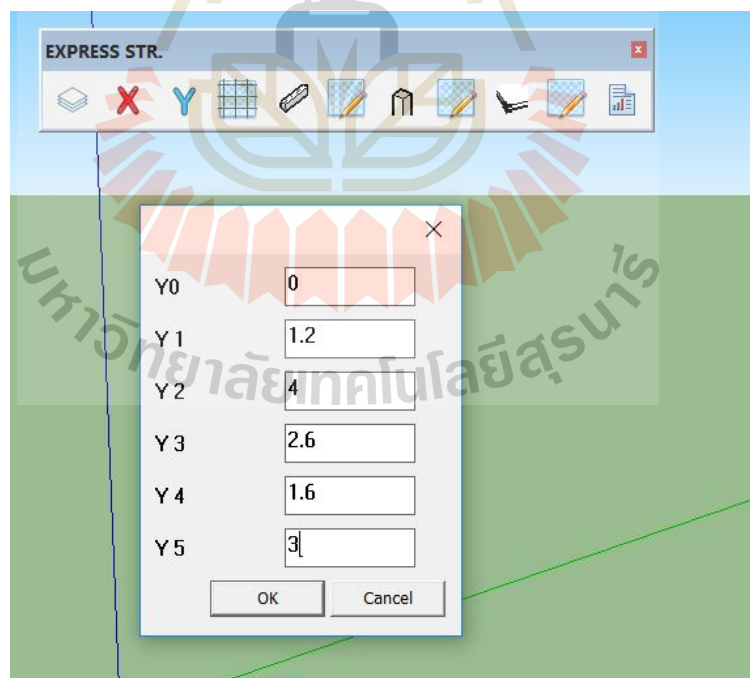 EXPRESS STR.
Y0 0
Y 1 1.2
Y 2 4
Y 3 2.6
Y 4 1.6
Y 5 3
OK Cancel
มหาวิทยาลัยเทคโนโลยีสุรนารี